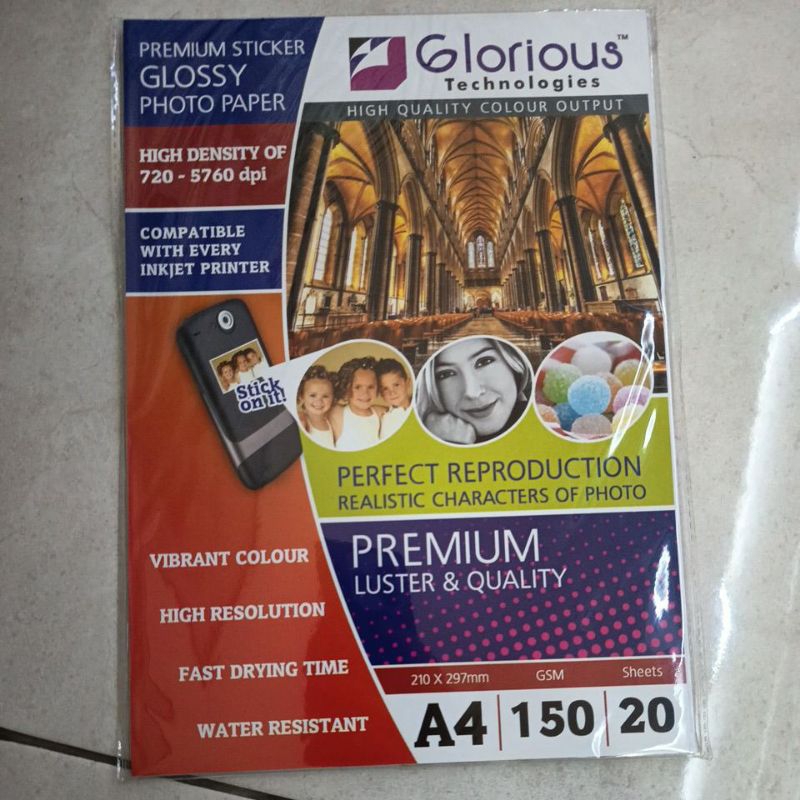 PREMIUM STICKER
GLOSSY
PHOTO PAPER
Glorious™
Technologies
HIGH QUALITY COLOUR OUTPUT
HIGH DENSITY OF
720 - 5760 dpi
COMPATIBLE
WITH EVERY
INKJET PRINTER
Stick
on it!
PERFECT REPRODUCTION
REALISTIC CHARACTERS OF PHOTO
PREMIUM
LUSTER & QUALITY
VIBRANT COLOUR
HIGH RESOLUTION
FAST DRYING TIME
WATER RESISTANT
210 X 297mm GSM Sheets
A4 150 20